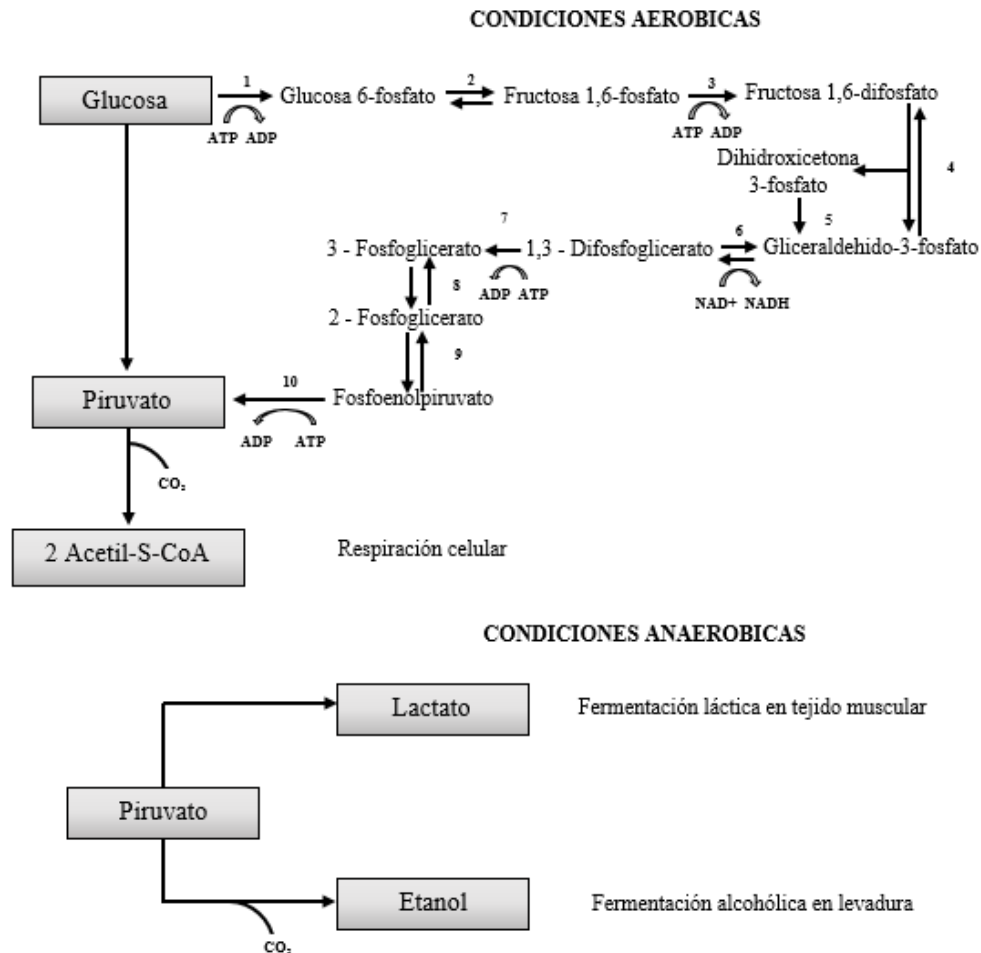 CONDICIONES AEROBICAS
Glucosa
1
ATP ADP
Glucosa 6-fosfato
2
Fructosa 1,6-fosfato
3
ATP ADP
Fructosa 1,6-difosfato
Dihidroxicetona
3-fosfato
4
5
Gliceraldehido-3-fosfato
6
NAD+ NADH
1,3 - Difosfoglicerato
7
ADP ATP
3 - Fosfoglicerato
8
2 - Fosfoglicerato
9
Fosfoenolpiruvato
10
ADP ATP
Piruvato
CO₂
2 Acetil-S-CoA
Respiración celular
CONDICIONES ANAEROBICAS
Lactato
Fermentación láctica en tejido muscular
Piruvato
Etanol
Fermentación alcohólica en levadura
CO₂